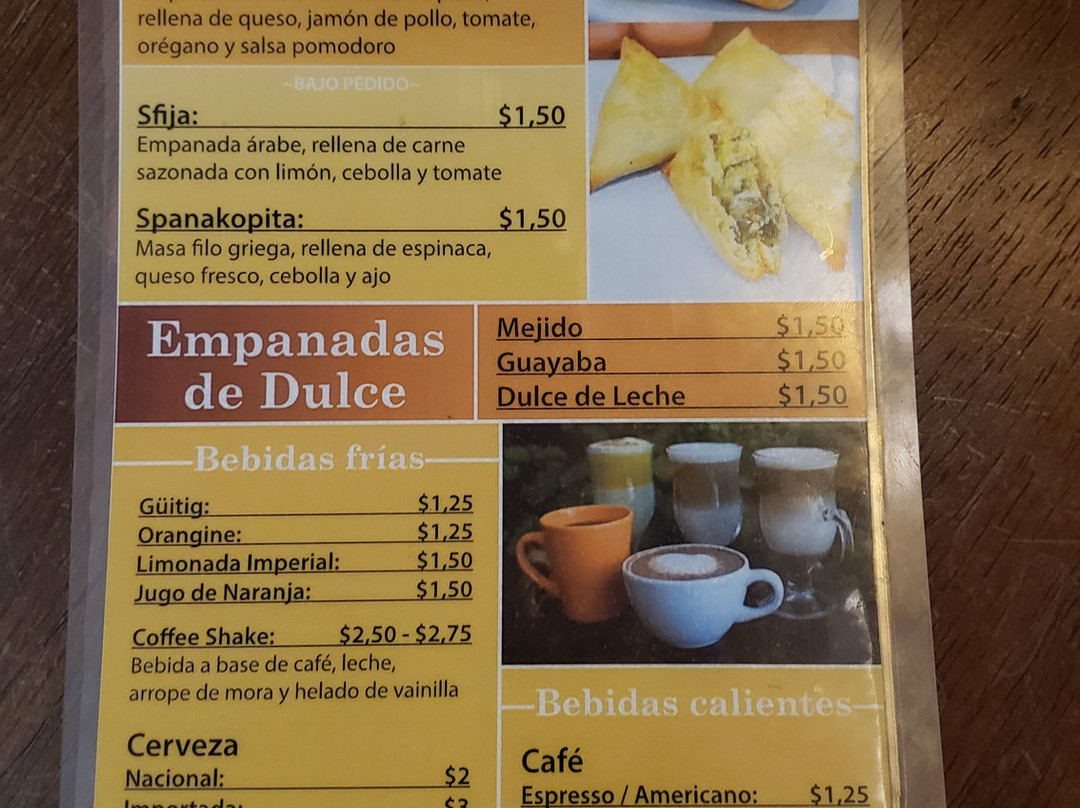 rellena de queso, jamón de pollo, tomate,
orégano y salsa pomodoro
~BAJO PEDIDO~
Sfija: $1,50
Empanada árabe, rellena de carne
sazonada con limón, cebolla y tomate
Spanakopita: $1,50
Masa filo griega, rellena de espinaca,
queso fresco, cebolla y ajo
Empanadas
de Dulce
Mejido $1,50
Guayaba $1,50
Dulce de Leche $1,50
Bebidas frías
Güitig: $1,25
Orangine: $1,25
Limonada Imperial: $1,50
Jugo de Naranja: $1,50
Coffee Shake: $2,50 - $2,75
Bebida a base de café, leche,
arrope de mora y helado de vainilla
Cerveza
Nacional: $2
Importada: $3
Bebidas calientes
Café
Espresso / Americano: $1,25